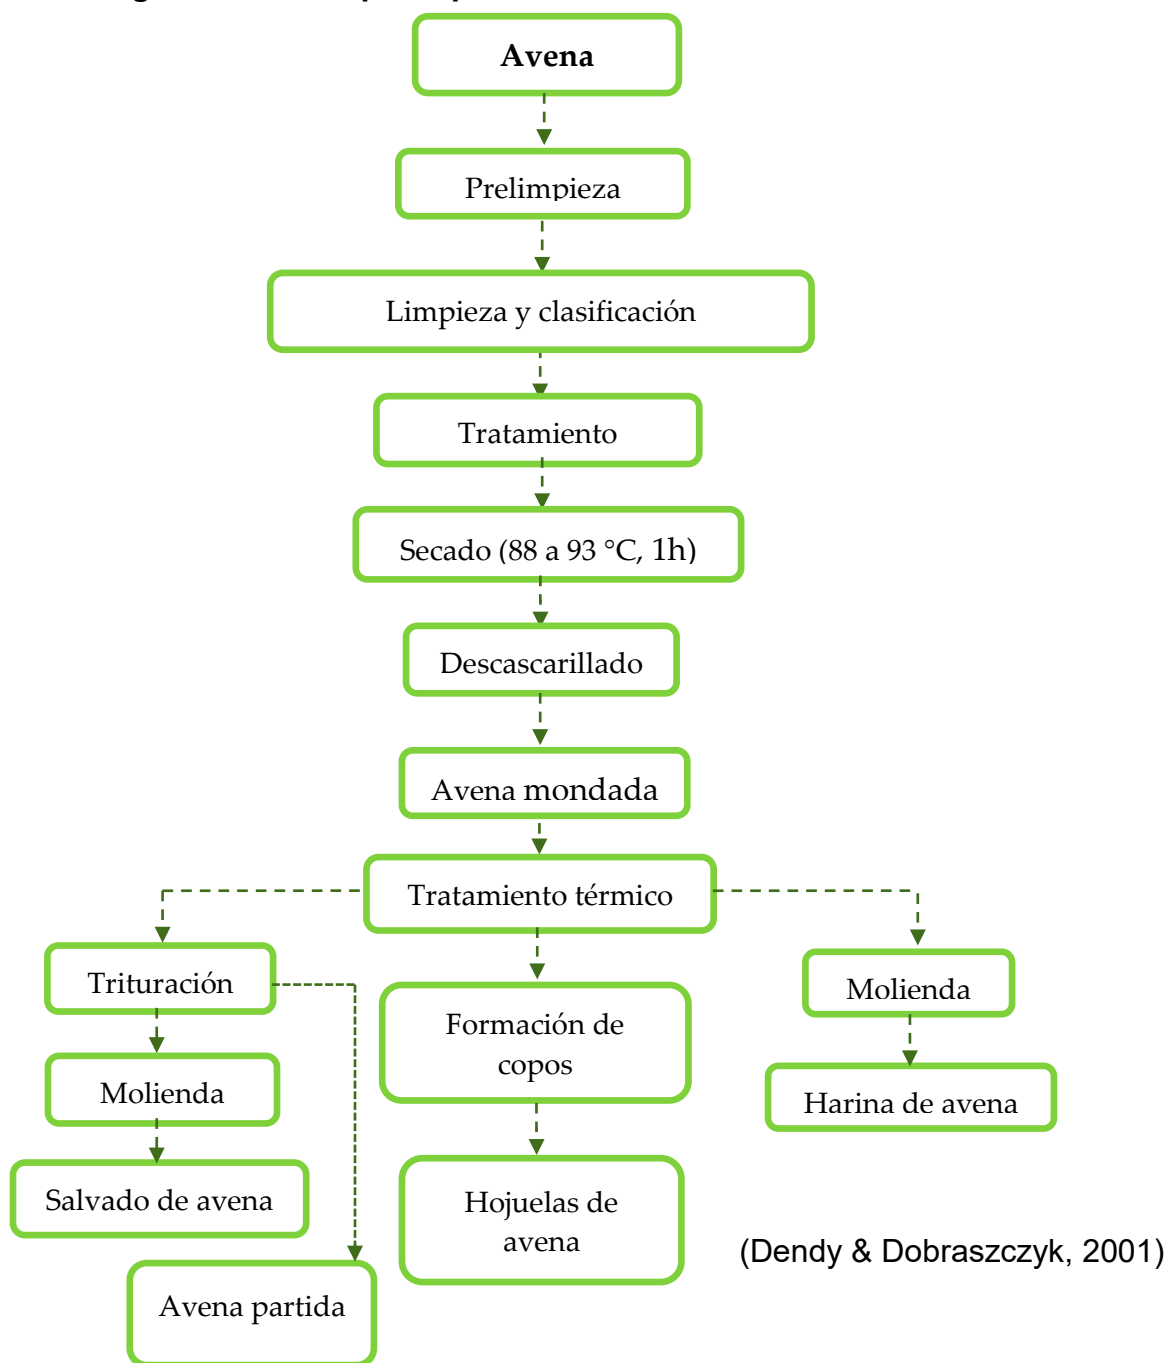 Avena
Prelimpieza
Limpieza y clasificación
Tratamiento
Secado (88 a 93 °C, 1h)
Descascarillado
Avena mondada
Tratamiento térmico
Trituración
Molienda
Formación de
copos
Molienda
Harina de avena
Salvado de avena
Hojuelas de
avena
(Dendy & Dobraszczyk, 2001)
Avena partida